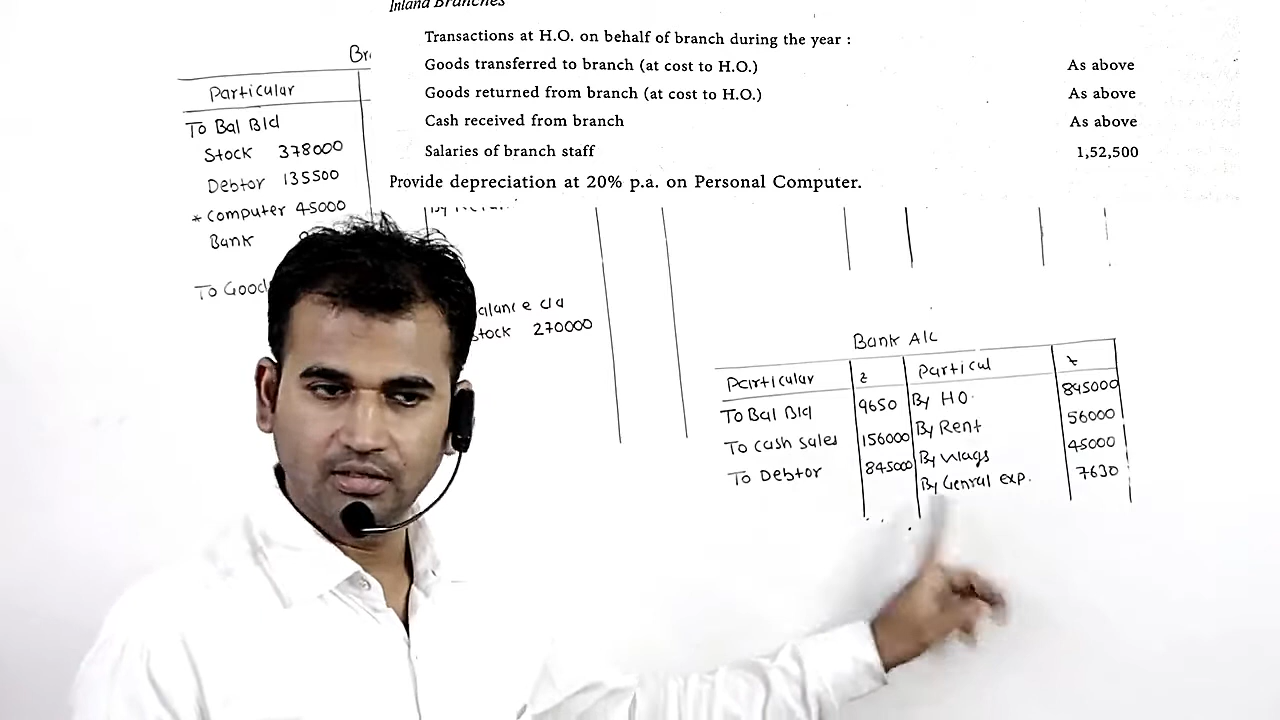 Inland Branches
Transactions at H.O. on behalf of branch during the year :
Goods transferred to branch (at cost to H.O.) As above
Goods returned from branch (at cost to H.O.) As above
Cash received from branch As above
Salaries of branch staff 1,52,500
Provide depreciation at 20% p.a. on Personal Computer.
Particular
To Bal Bld
Stock 378000
Debtor 135500
* Computer 45000
Bank
To Good
alance c/d
stock 270000
Bank A/c
Particular ₹ Particul ₹
To Bal Bld 9650 By HO. 845000
To cash sales 156000 By Rent 56000
To Debtor 845000 By Wags 45000
By Genral exp. 7630